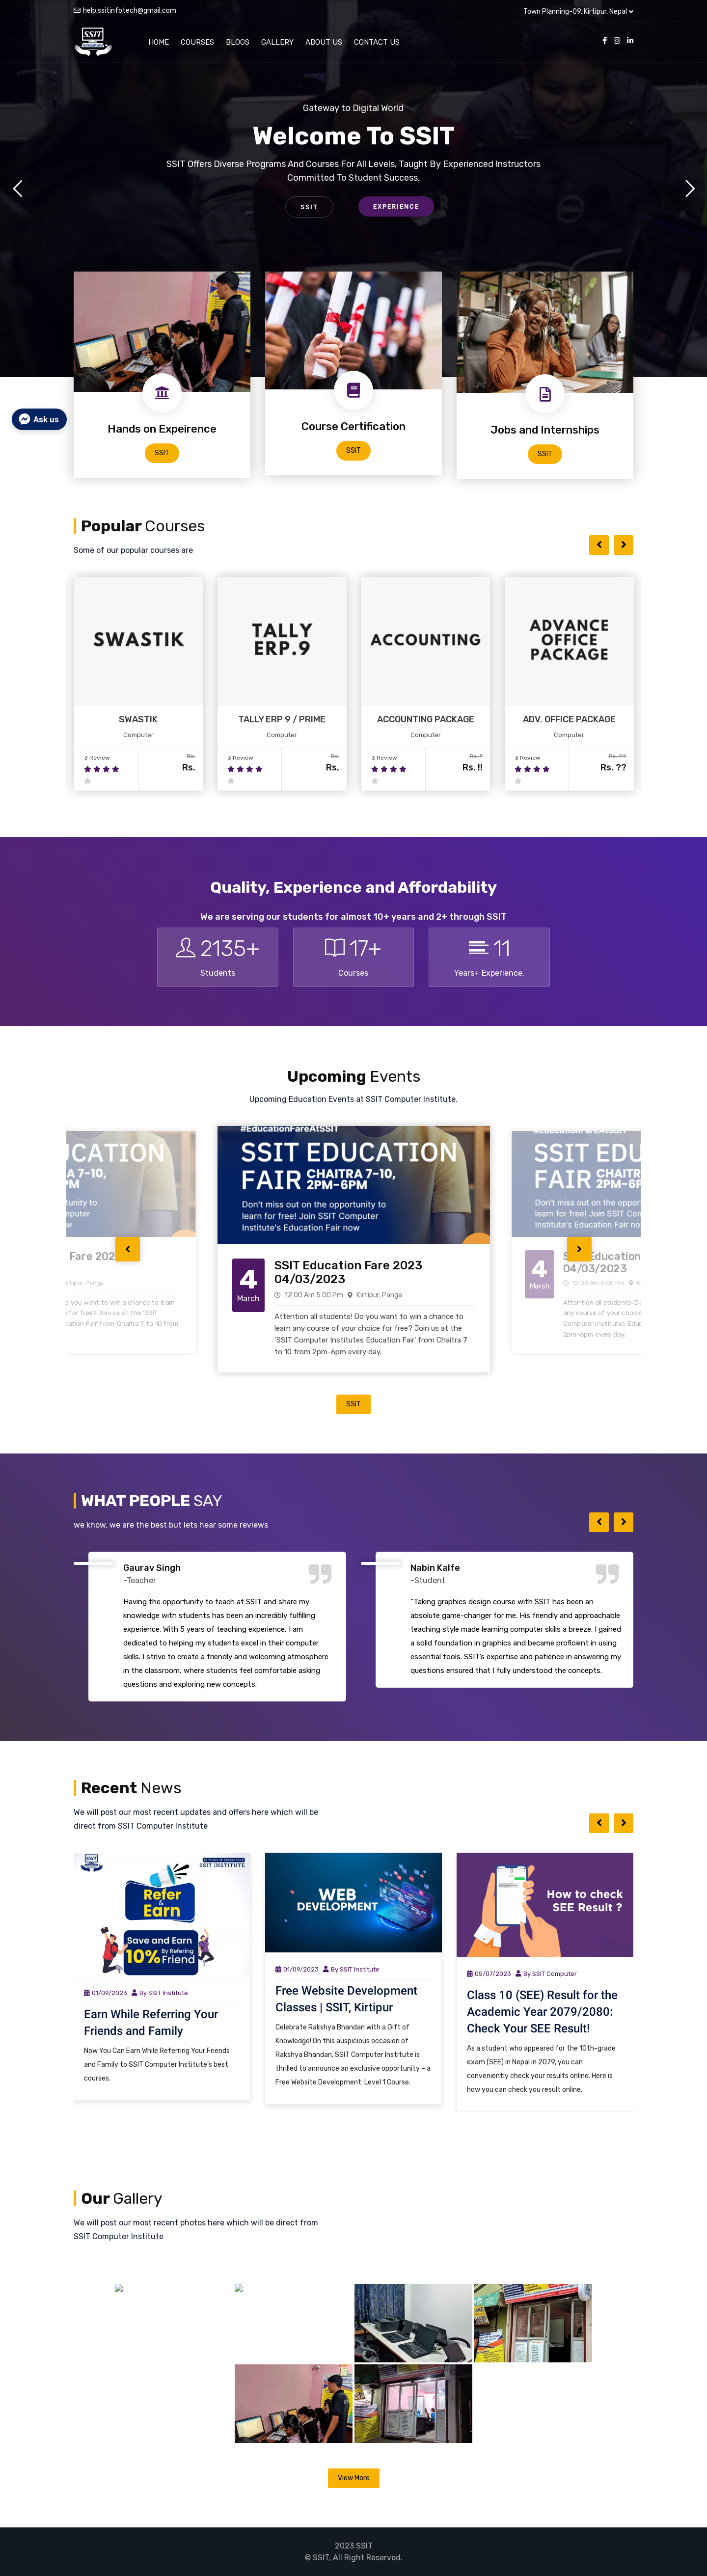 help.ssitinfotech@gmail.com
Town Planning-09, Kirtipur, Nepal
SSIT
HOME COURSES BLOGS GALLERY ABOUT US CONTACT US
Gateway to Digital World
Welcome To SSIT
SSIT Offers Diverse Programs And Courses For All Levels, Taught By Experienced Instructors
Committed To Student Success.
SSIT
EXPERIENCE
Ask us
Hands on Expeirence
SSIT
Course Certification
SSIT
Jobs and Internships
SSIT
Popular Courses
Some of our popular courses are
SWASTIK
SWASTIK
Computer
3 Review
Rs.
Rs.
TALLY
ERP.9
TALLY ERP 9 / PRIME
Computer
3 Review
Rs.
Rs.
ACCOUNTING
ACCOUNTING PACKAGE
Computer
3 Review
Rs. !!
Rs. !!
ADVANCE
OFFICE
PACKAGE
ADV. OFFICE PACKAGE
Computer
3 Review
Rs. ??
Rs. ??
Quality, Experience and Affordability
We are serving our students for almost 10+ years and 2+ through SSIT
2135+
Students
17+
Courses
11
Years+ Experience.
Upcoming Events
Upcoming Education Events at SSIT Computer Institute.
#EducationFareAtSSIT
SSIT EDUCATION
FAIR CHAITRA 7-10,
2PM-6PM
Don't miss out on the opportunity to
learn for free! Join SSIT Computer
Institute's Education Fair now
4
March
SSIT Education Fare 2023
04/03/2023
12:00 Am 5:00 Pm Kirtipur, Panga
Attention all students! Do you want to win a chance to
learn any course of your choice for free? Join us at the
'SSIT Computer Institutes Education Fair' from Chaitra 7
to 10 from 2pm-6pm every day.
SSIT
WHAT PEOPLE SAY
we know, we are the best but lets hear some reviews
Gaurav Singh
-Teacher
Having the opportunity to teach at SSIT and share my
knowledge with students has been an incredibly fulfilling
experience. With 5 years of teaching experience, I am
dedicated to helping my students excel in their computer
skills. I strive to create a friendly and welcoming atmosphere
in the classroom, where students feel comfortable asking
questions and exploring new concepts.
Nabin Kalfe
-Student
"Taking graphics design course with SSIT has been an
absolute game-changer for me. His friendly and approachable
teaching style made learning computer skills a breeze. I gained
a solid foundation in graphics and became proficient in using
essential tools. SSIT's expertise and patience in answering my
questions ensured that I fully understood the concepts.
Recent News
We will post our most recent updates and offers here which will be
direct from SSIT Computer Institute
SSIT INSTITUTE
Refer
&
Earn
Save and Earn
10% By Refering
Friend
01/09/2023 By SSIT Institute
Earn While Referring Your
Friends and Family
Now You Can Earn While Referring Your Friends
and Family to SSIT Computer Institute's best
courses.
WEB
DEVELOPMENT
01/09/2023 By SSIT Institute
Free Website Development
Classes | SSIT, Kirtipur
Celebrate Rakshya Bhandan with a Gift of
Knowledge! On this auspicious occasion of
Rakshya Bhandan, SSIT Computer Institute is
thrilled to announce an exclusive opportunity – a
Free Website Development: Level 1 Course.
How to check
SEE Result ?
05/07/2023 By SSIT Computer
Class 10 (SEE) Result for the
Academic Year 2079/2080:
Check Your SEE Result!
As a student who appeared for the 10th-grade
exam (SEE) in Nepal in 2079, you can
conveniently check your results online. Here is
how you can check you result online.
Our Gallery
We will post our most recent photos here which will be direct from
SSIT Computer Institute
View More
2023 SSIT
© SSIT, All Right Reserved.